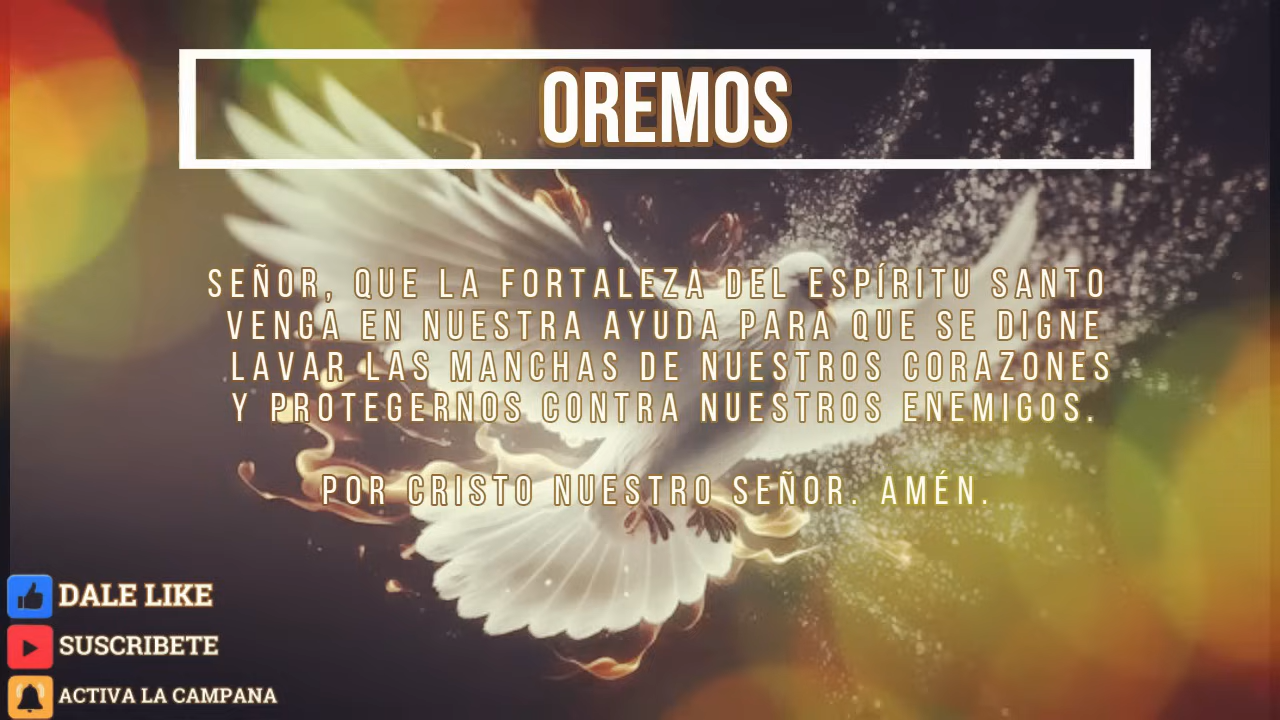 OREMOS
SEÑOR, QUE LA FORTALEZA DEL ESPÍRITU SANTO
VENGA EN NUESTRA AYUDA PARA QUE SE DIGNE
LAVAR LAS MANCHAS DE NUESTROS CORAZONES
Y PROTEGERNOS CONTRA NUESTROS ENEMIGOS.
POR CRISTO NUESTRO SEÑOR. AMÉN.
DALE LIKE
SUSCRIBETE
ACTIVA LA CAMPANA